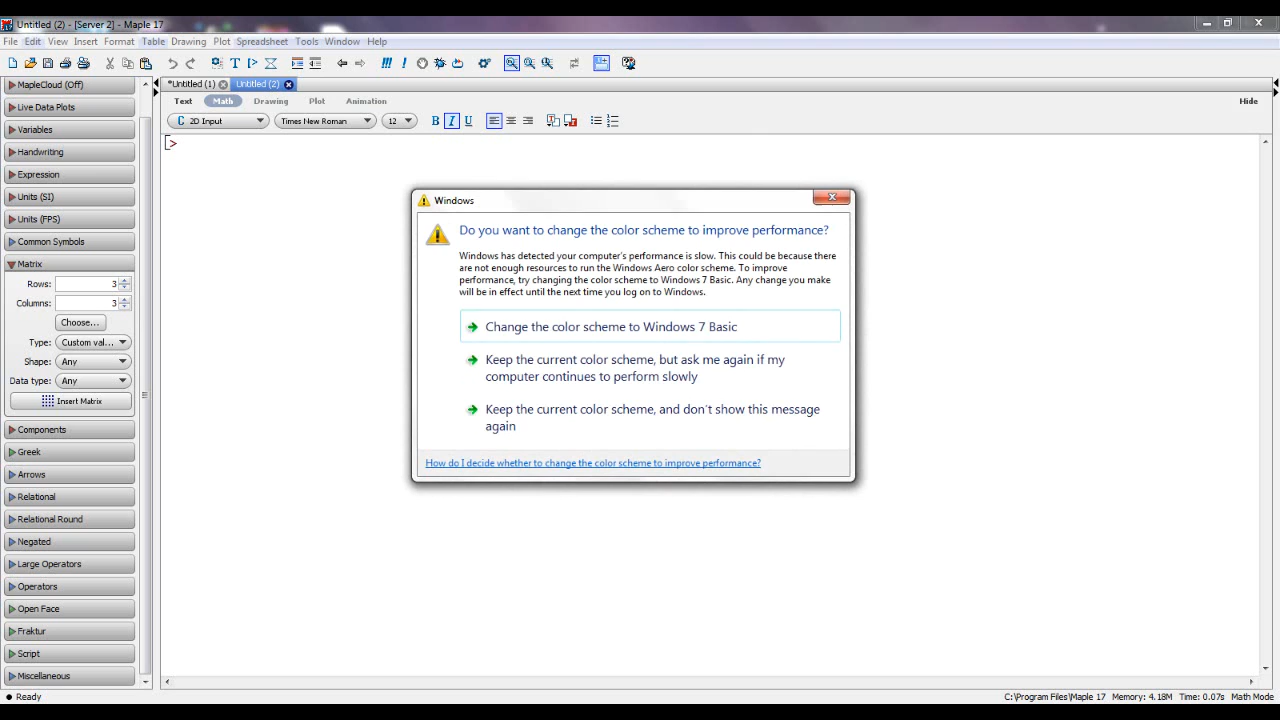 Untitled (2) - [Server 2] - Maple 17
File Edit View Insert Format Table Drawing Plot Spreadsheet Tools Window Help
MapleCloud (Off)
Live Data Plots
Variables
Handwriting
Expression
Units (SI)
Units (FPS)
Common Symbols
Matrix
Rows: 3
Columns: 3
Choose...
Type: Custom val...
Shape: Any
Data type: Any
Insert Matrix
Components
Greek
Arrows
Relational
Relational Round
Negated
Large Operators
Operators
Open Face
Fraktur
Script
Miscellaneous
*Untitled (1) Untitled (2)
Text Math Drawing Plot Animation Hide
C 2D Input Times New Roman 12 B I U
[>
Windows
Do you want to change the color scheme to improve performance?
Windows has detected your computer's performance is slow. This could be because there
are not enough resources to run the Windows Aero color scheme. To improve
performance, try changing the color scheme to Windows 7 Basic. Any change you make
will be in effect until the next time you log on to Windows.
Change the color scheme to Windows 7 Basic
Keep the current color scheme, but ask me again if my
computer continues to perform slowly
Keep the current color scheme, and don't show this message
again
How do I decide whether to change the color scheme to improve performance?
Ready
C:\Program Files\Maple 17 Memory: 4.18M Time: 0.07s Math Mode